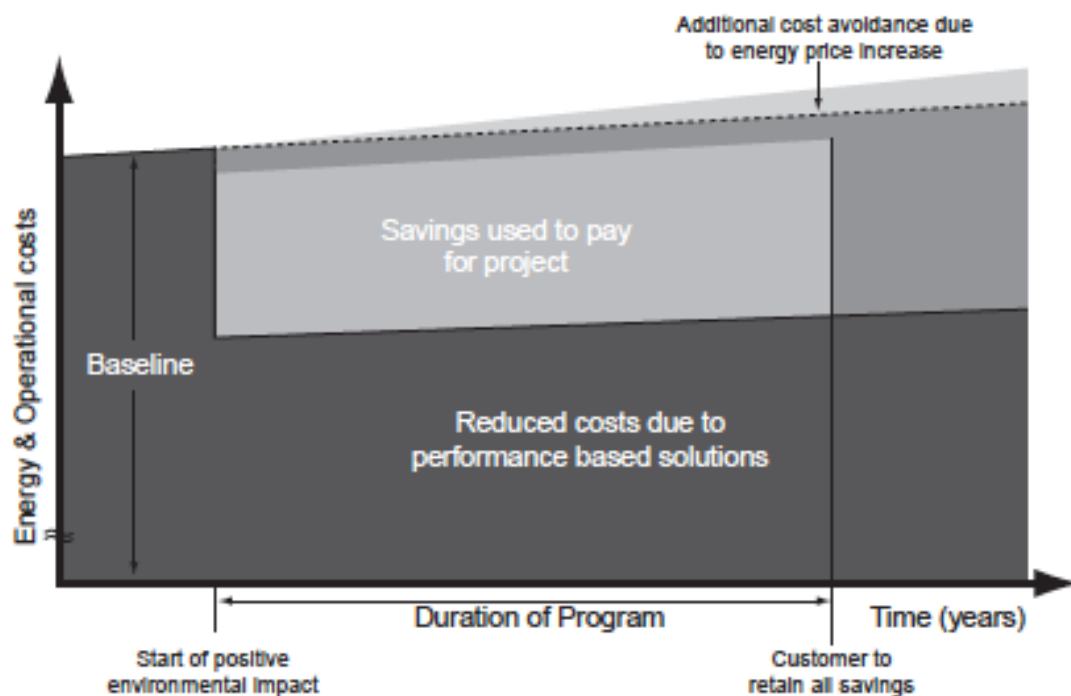 Additional cost avoidance due
to energy price increase
Energy & Operational costs
Savings used to pay
for project
Baseline
Reduced costs due to
performance based solutions
Duration of Program
Time (years)
Start of positive
environmental impact
Customer to
retain all savings